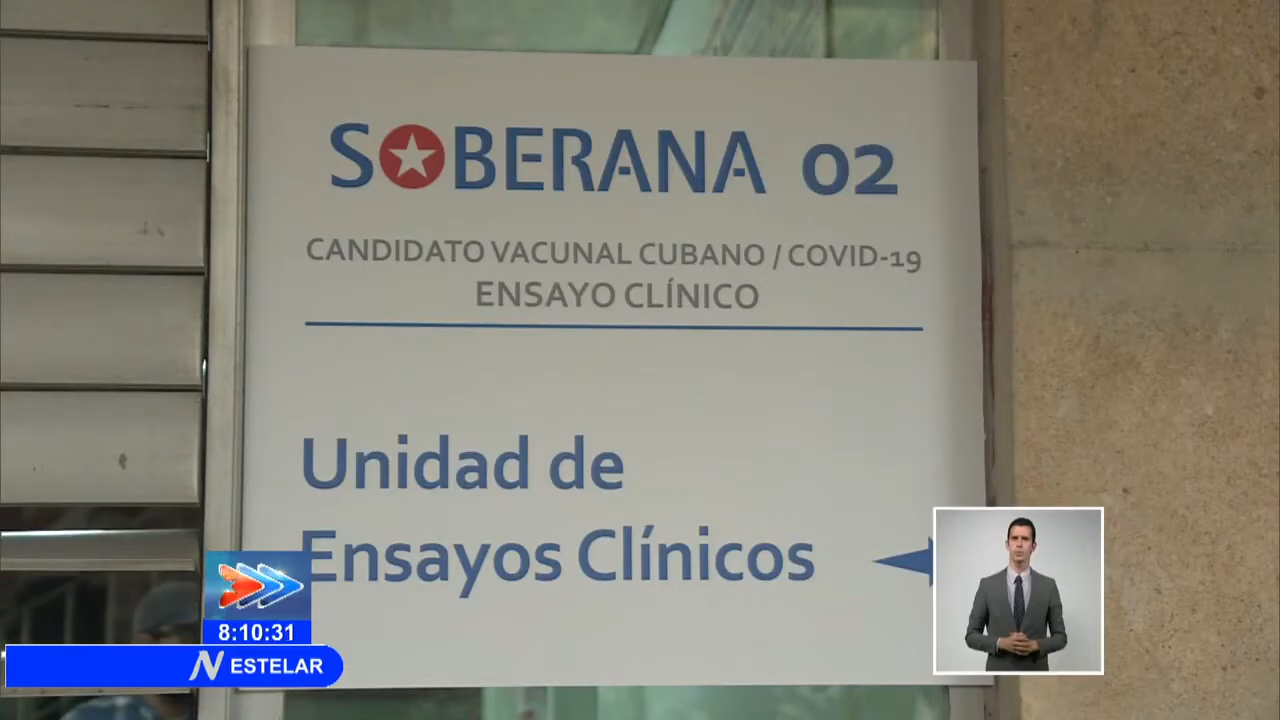 SOBERANA 02
CANDIDATO VACUNAL CUBANO / COVID-19
ENSAYO CLÍNICO
Unidad de
Ensayos Clínicos
8:10:31
N ESTELAR